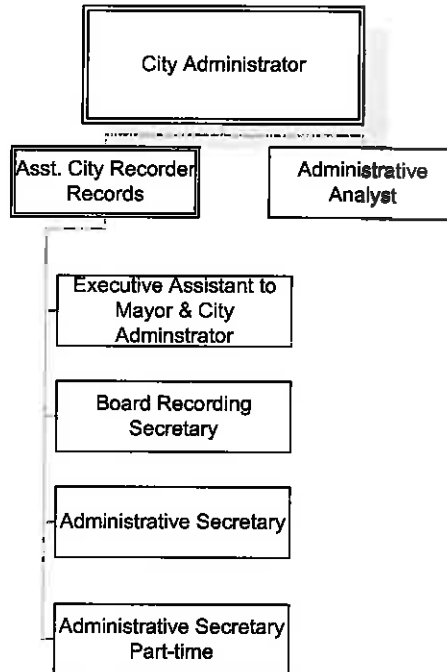 City Administrator
Asst. City Recorder
Records
Administrative
Analyst
Executive Assistant to
Mayor & City
Adminstrator
Board Recording
Secretary
Administrative Secretary
Administrative Secretary
Part-time